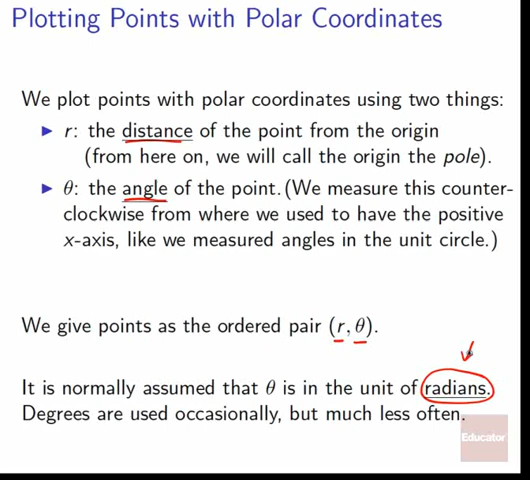 Plotting Points with Polar Coordinates
We plot points with polar coordinates using two things:
▶ r: the distance of the point from the origin
(from here on, we will call the origin the pole).
▶ θ: the angle of the point. (We measure this counter-
clockwise from where we used to have the positive
x-axis, like we measured angles in the unit circle.)
We give points as the ordered pair (r, θ).
It is normally assumed that θ is in the unit of radians.
Degrees are used occasionally, but much less often.
Educator